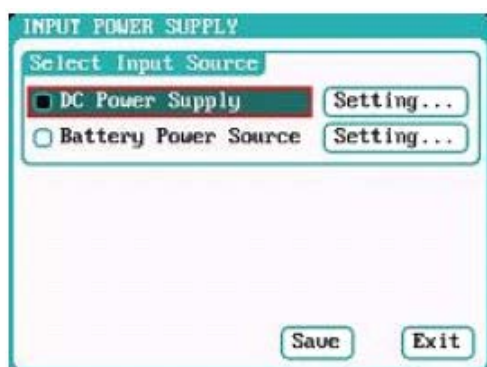 INPUT POWER SUPPLY
Select Input Source
DC Power Supply Setting...
Battery Power Source Setting...
Save Exit